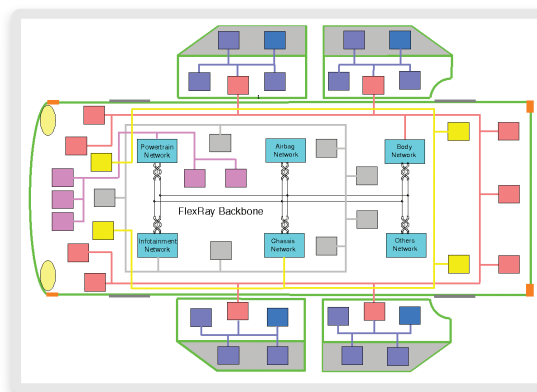 Powertrain
Network
Airbag
Network
Body
Network
FlexRay Backbone
Infotainment
Network
Chassis
Network
Others
Network